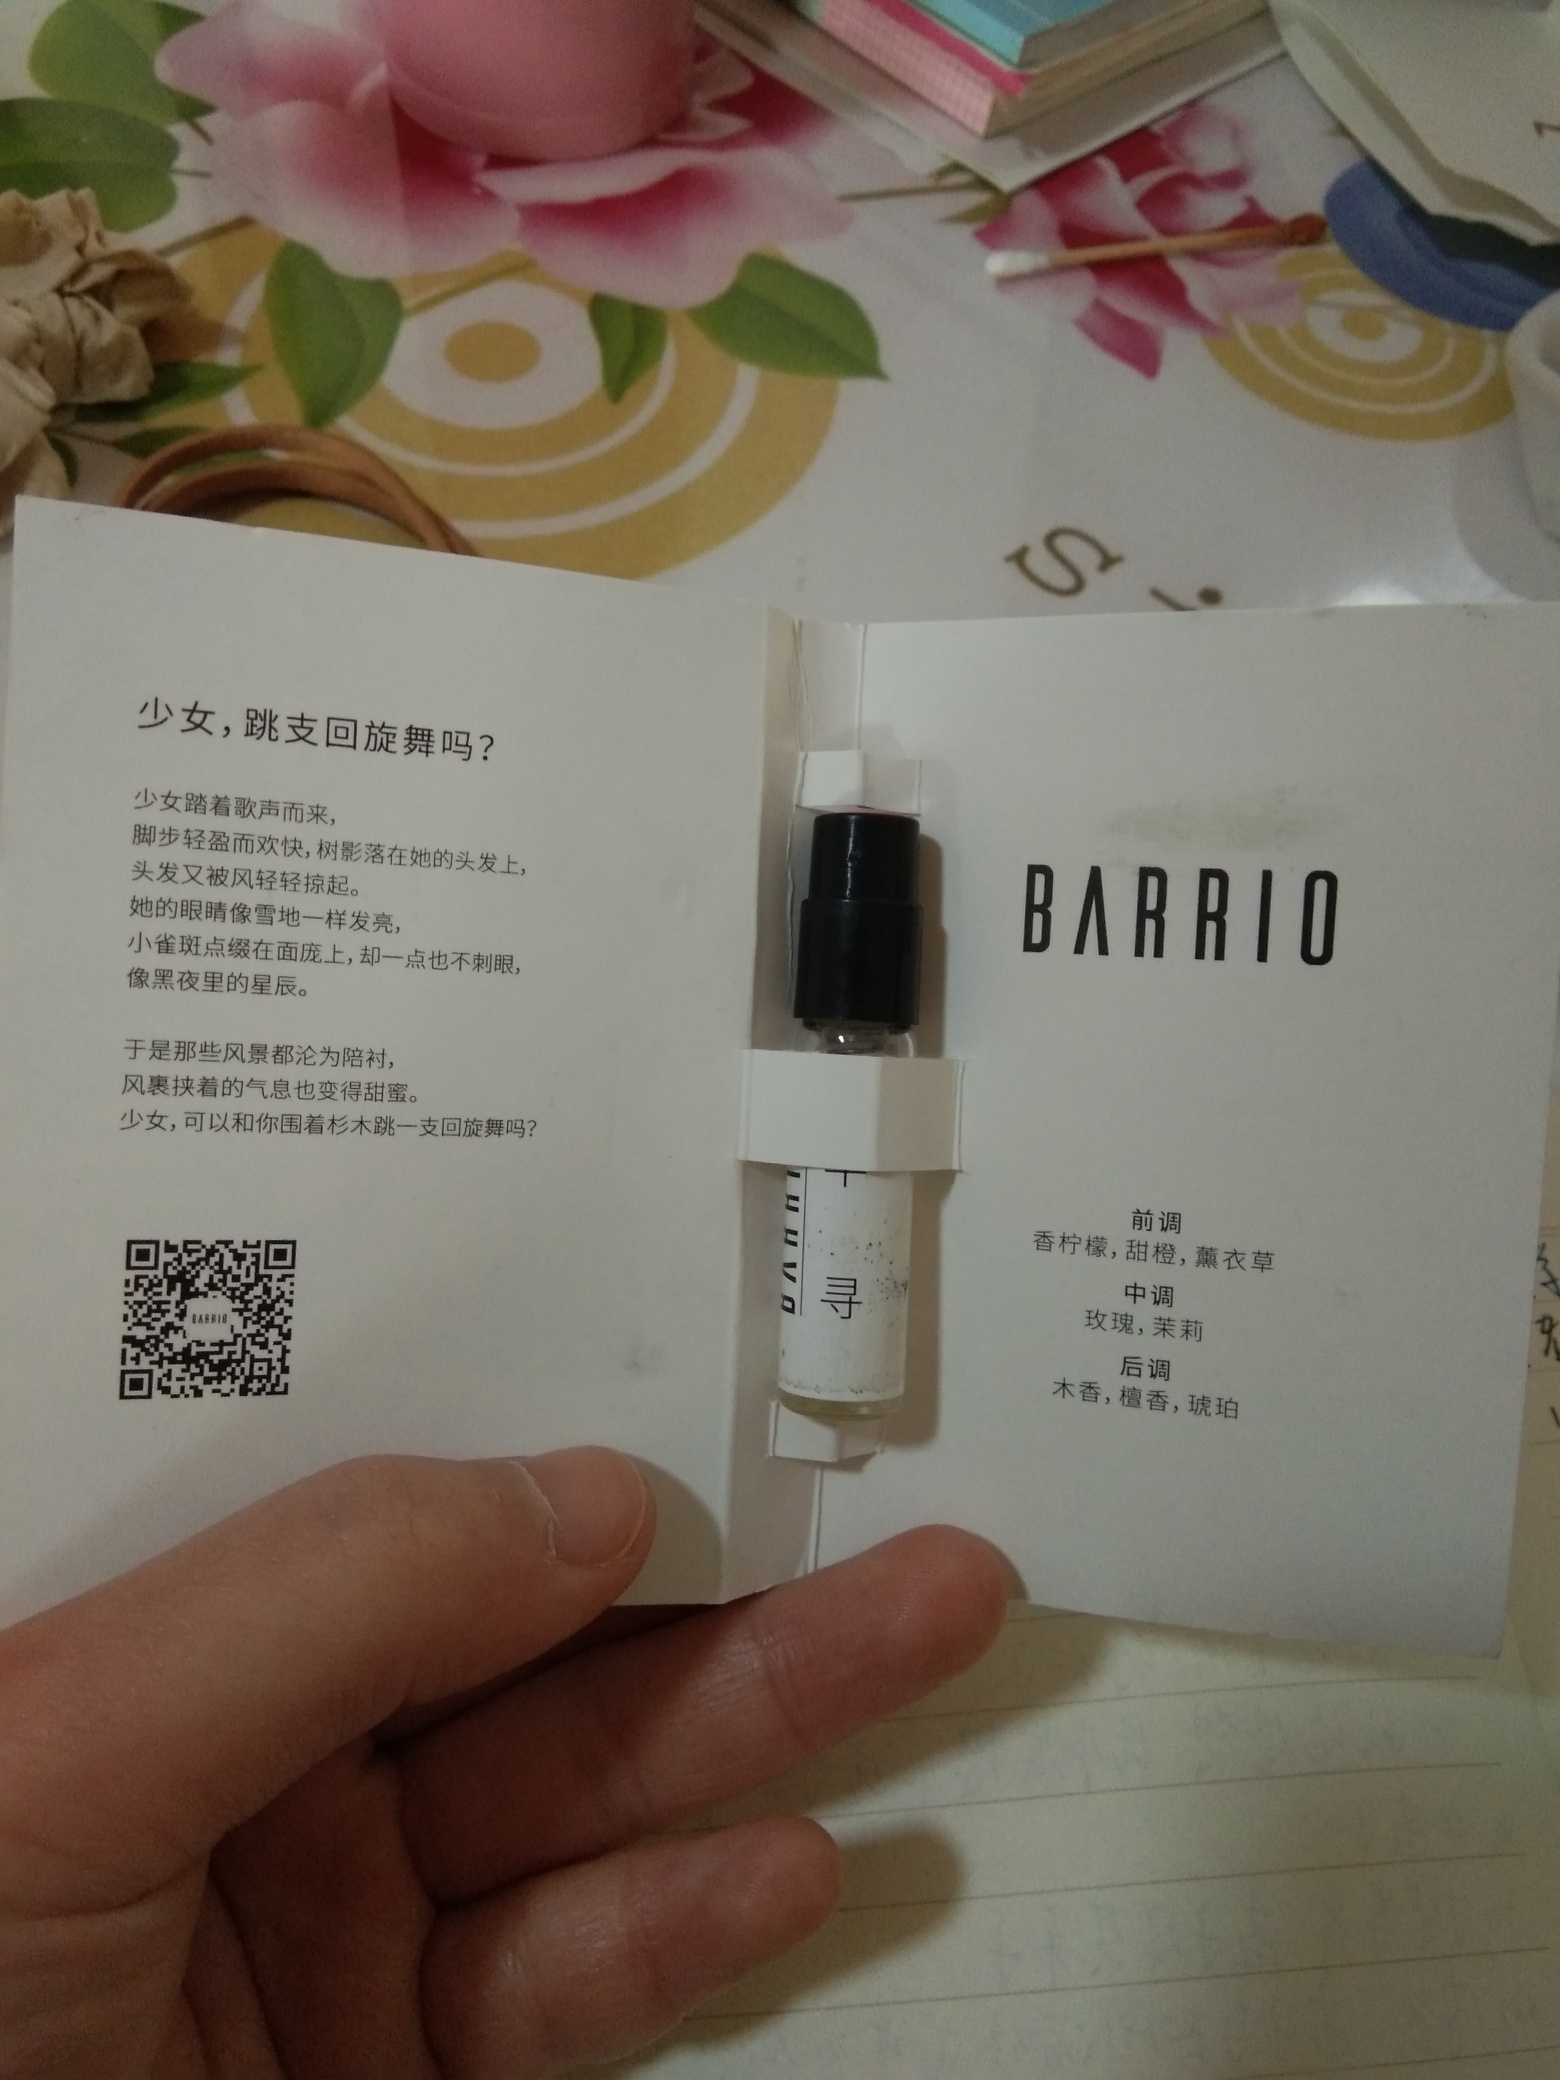 S
少女，跳支回旋舞吗？
少女踏着歌声而来，
脚步轻盈而欢快，树影落在她的头发上，
头发又被风轻轻掠起。
她的眼睛像雪地一样发亮，
小雀斑点缀在面庞上，却一点也不刺眼，
像黑夜里的星辰。
于是那些风景都沦为陪衬，
风裹挟着的气息也变得甜蜜。
少女，可以和你围着杉木跳一支回旋舞吗？
BARRIO
寻
BARRIO
前调
香柠檬，甜橙，薰衣草
中调
玫瑰，茉莉
后调
木香，檀香，琥珀